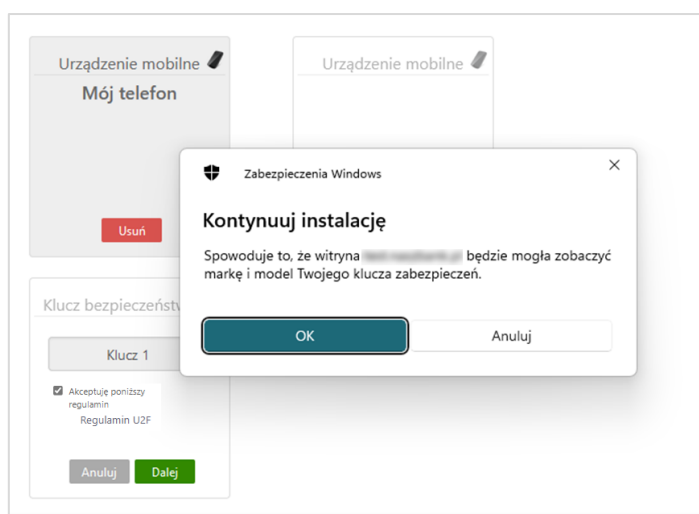 Urządzenie mobilne
Mój telefon
Usuń
Urządzenie mobilne
Zabezpieczenia Windows
Kontynuuj instalację
Spowoduje to, że witryna będzie mogła zobaczyć
markę i model Twojego klucza zabezpieczeń.
OK
Anuluj
Klucz
Klucz 1
Akceptuję poniższy
regulamin
Regulamin U2F
Anuluj
Dalej